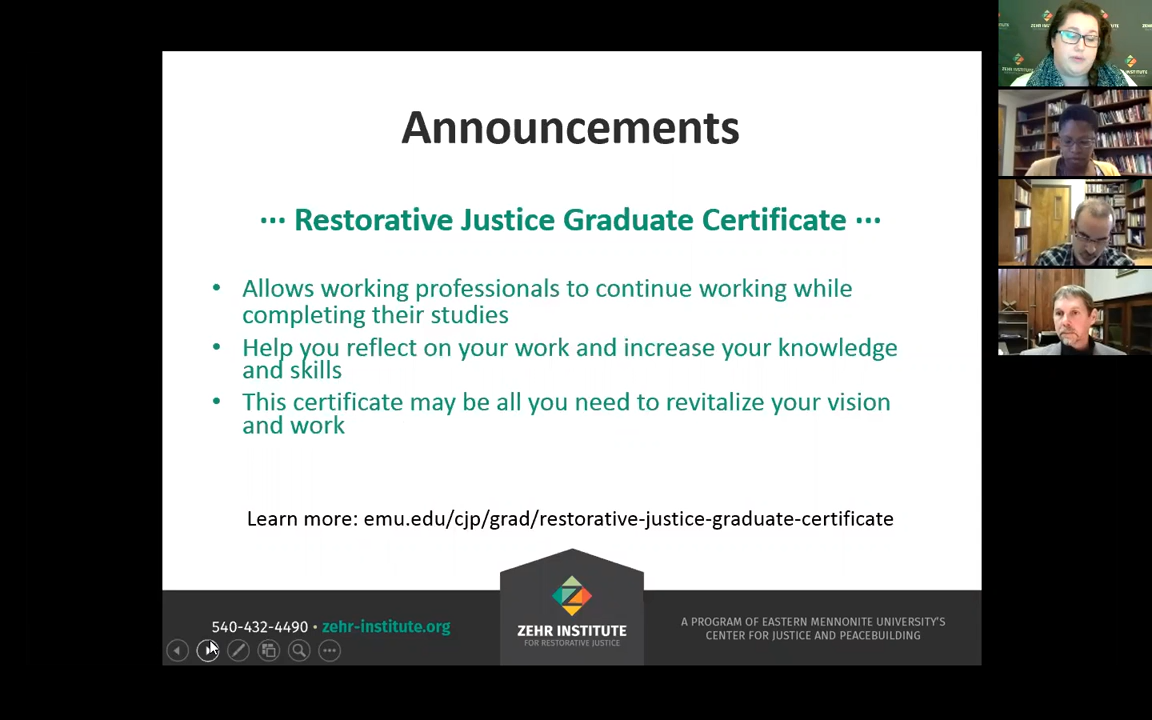 Announcements
··· Restorative Justice Graduate Certificate ···
• Allows working professionals to continue working while
completing their studies
• Help you reflect on your work and increase your knowledge
and skills
• This certificate may be all you need to revitalize your vision
and work
Learn more: emu.edu/cjp/grad/restorative-justice-graduate-certificate
540-432-4490 • zehr-institute.org
ZEHR INSTITUTE
FOR RESTORATIVE JUSTICE
A PROGRAM OF EASTERN MENNONITE UNIVERSITY'S
CENTER FOR JUSTICE AND PEACEBUILDING
ZEHR INSTITUTE
INSTITUTE